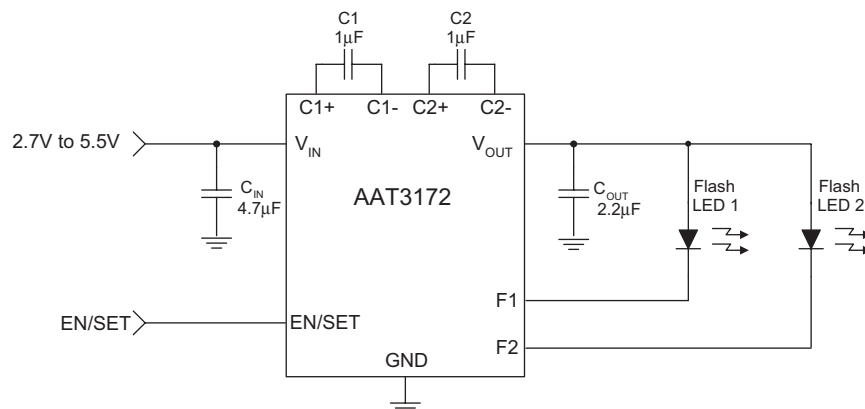 C1
1μF
C2
1μF
C1+
C1-
C2+
C2-
2.7V to 5.5V
VIN
VOUT
CIN
4.7μF
AAT3172
COUT
2.2μF
Flash
LED 1
Flash
LED 2
F1
EN/SET
EN/SET
F2
GND